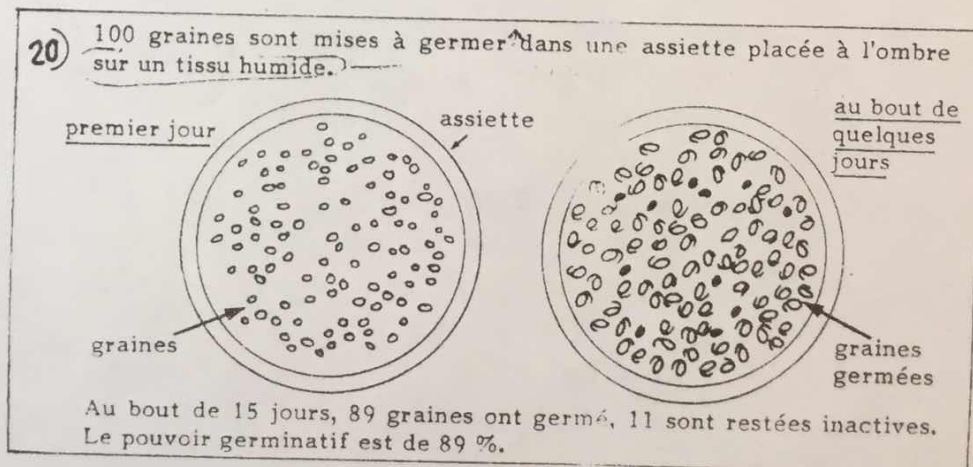 20) 100 graines sont mises à germer dans une assiette placée à l'ombre
sur un tissu humide.
premier jour
assiette
au bout de
quelques
jours
graines
graines
germées
Au bout de 15 jours, 89 graines ont germé, 11 sont restées inactives.
Le pouvoir germinatif est de 89 %.